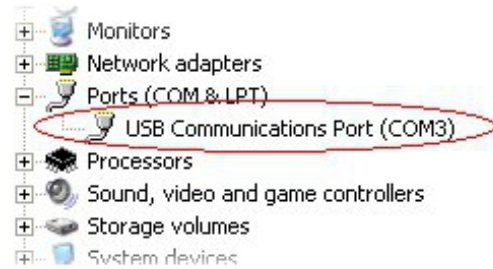 Monitors
Network adapters
Ports (COM & LPT)
USB Communications Port (COM3)
Processors
Sound, video and game controllers
Storage volumes
System devices